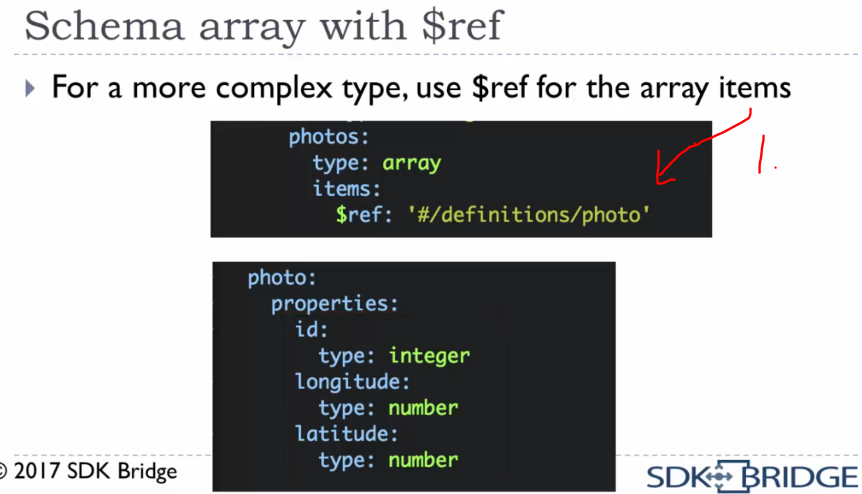 Schema array with $ref
For a more complex type, use $ref for the array items
photos:
type: array
items:
$ref: '#/definitions/photo'
1.
photo:
properties:
id:
type: integer
longitude:
type: number
latitude:
type: number
© 2017 SDK Bridge
SDK BRIDGE